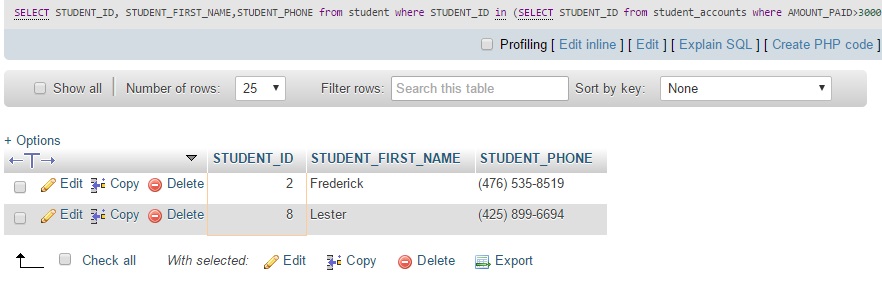 SELECT STUDENT_ID, STUDENT_FIRST_NAME,STUDENT_PHONE from student where STUDENT_ID in (SELECT STUDENT_ID from student_accounts where AMOUNT_PAID>3000
Profiling [ Edit inline ] [ Edit ] [ Explain SQL ] [ Create PHP code ]
Show all Number of rows: 25 Filter rows: Search this table Sort by key: None
+ Options
←T→ STUDENT_ID STUDENT_FIRST_NAME STUDENT_PHONE
Edit Copy Delete 2 Frederick (476) 535-8519
Edit Copy Delete 8 Lester (425) 899-6694
Check all With selected: Edit Copy Delete Export